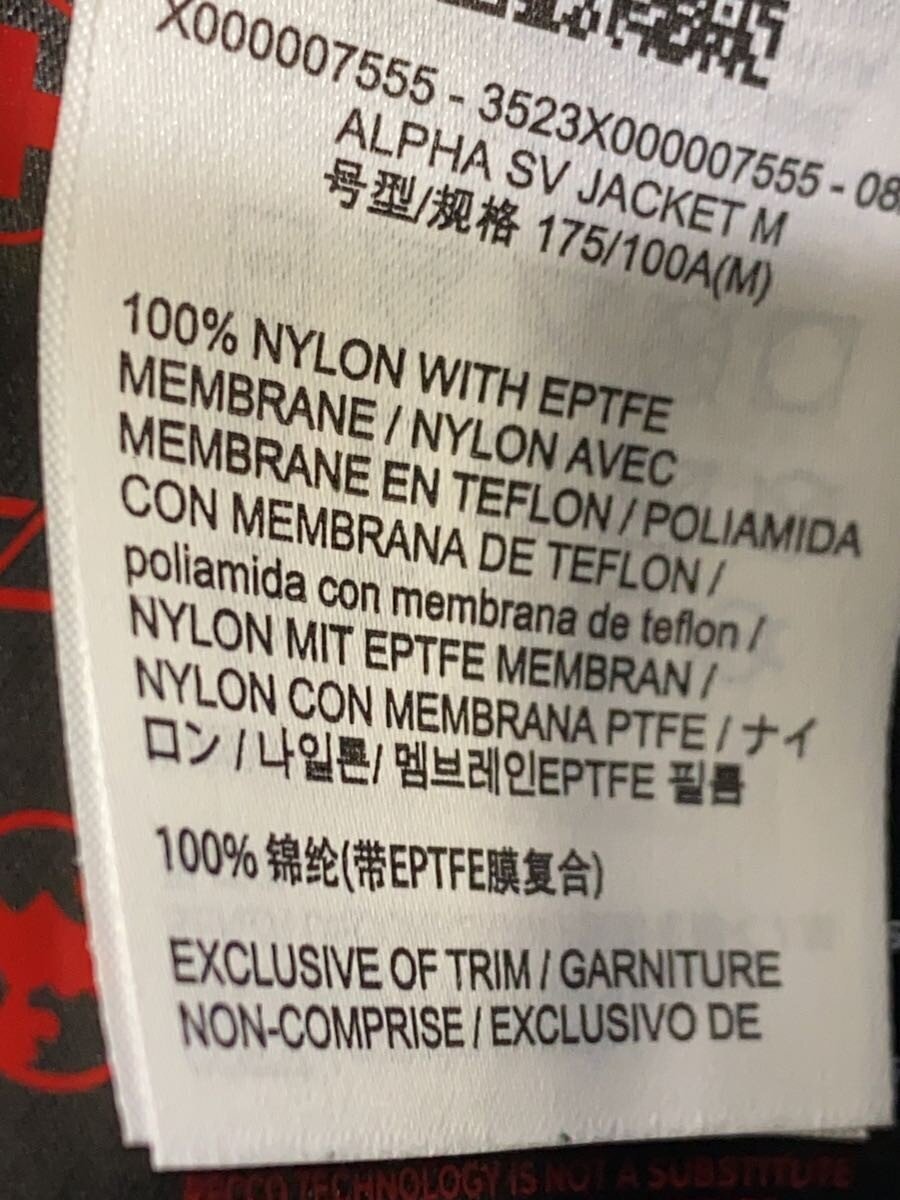 X000007555 - 3523X000007555 - 08
ALPHA SV JACKET M
号型/规格 175/100A(M)
100% NYLON WITH EPTFE
MEMBRANE / NYLON AVEC
MEMBRANE EN TEFLON / POLIAMIDA
CON MEMBRANA DE TEFLON /
poliamida con membrana de teflon /
NYLON MIT EPTFE MEMBRAN /
NYLON CON MEMBRANA PTFE / ナイ
ロン / 나일론/ 멤브레인EPTFE 필름
100% 锦纶(带EPTFE膜复合)
EXCLUSIVE OF TRIM / GARNITURE
NON-COMPRISE / EXCLUSIVO DE
RECCO TECHNOLOGY IS NOT A SUBSTITUTE